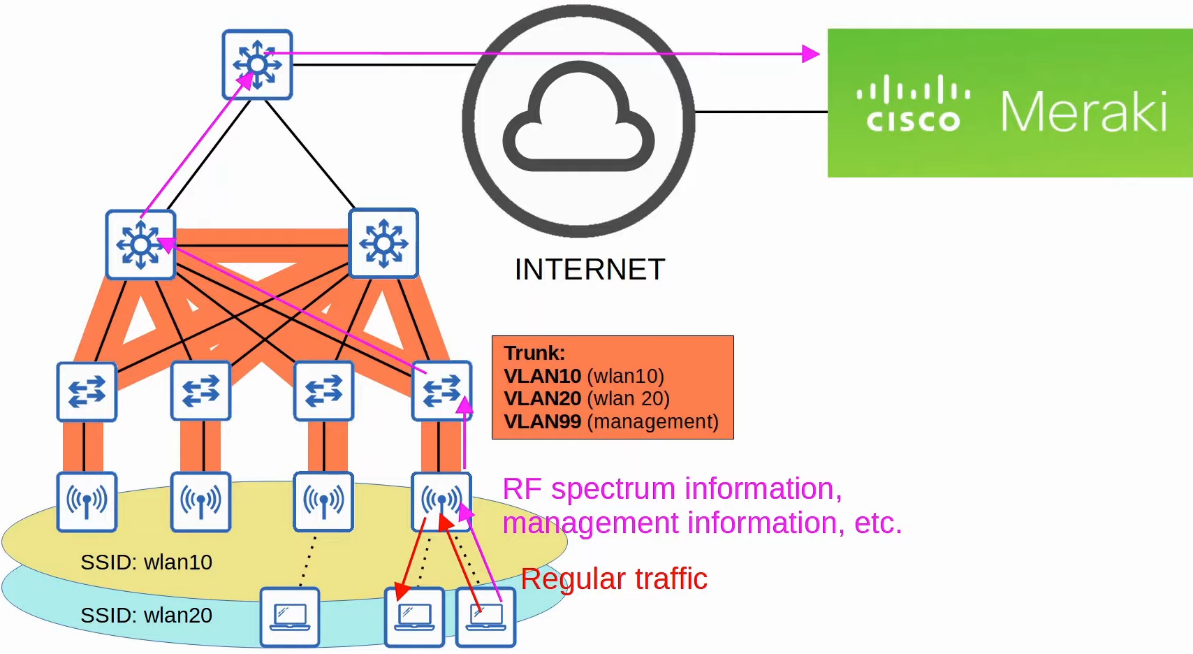 CISCO Meraki
INTERNET
Trunk:
VLAN10 (wlan10)
VLAN20 (wlan 20)
VLAN99 (management)
RF spectrum information,
management information, etc.
Regular traffic
SSID: wlan10
SSID: wlan20